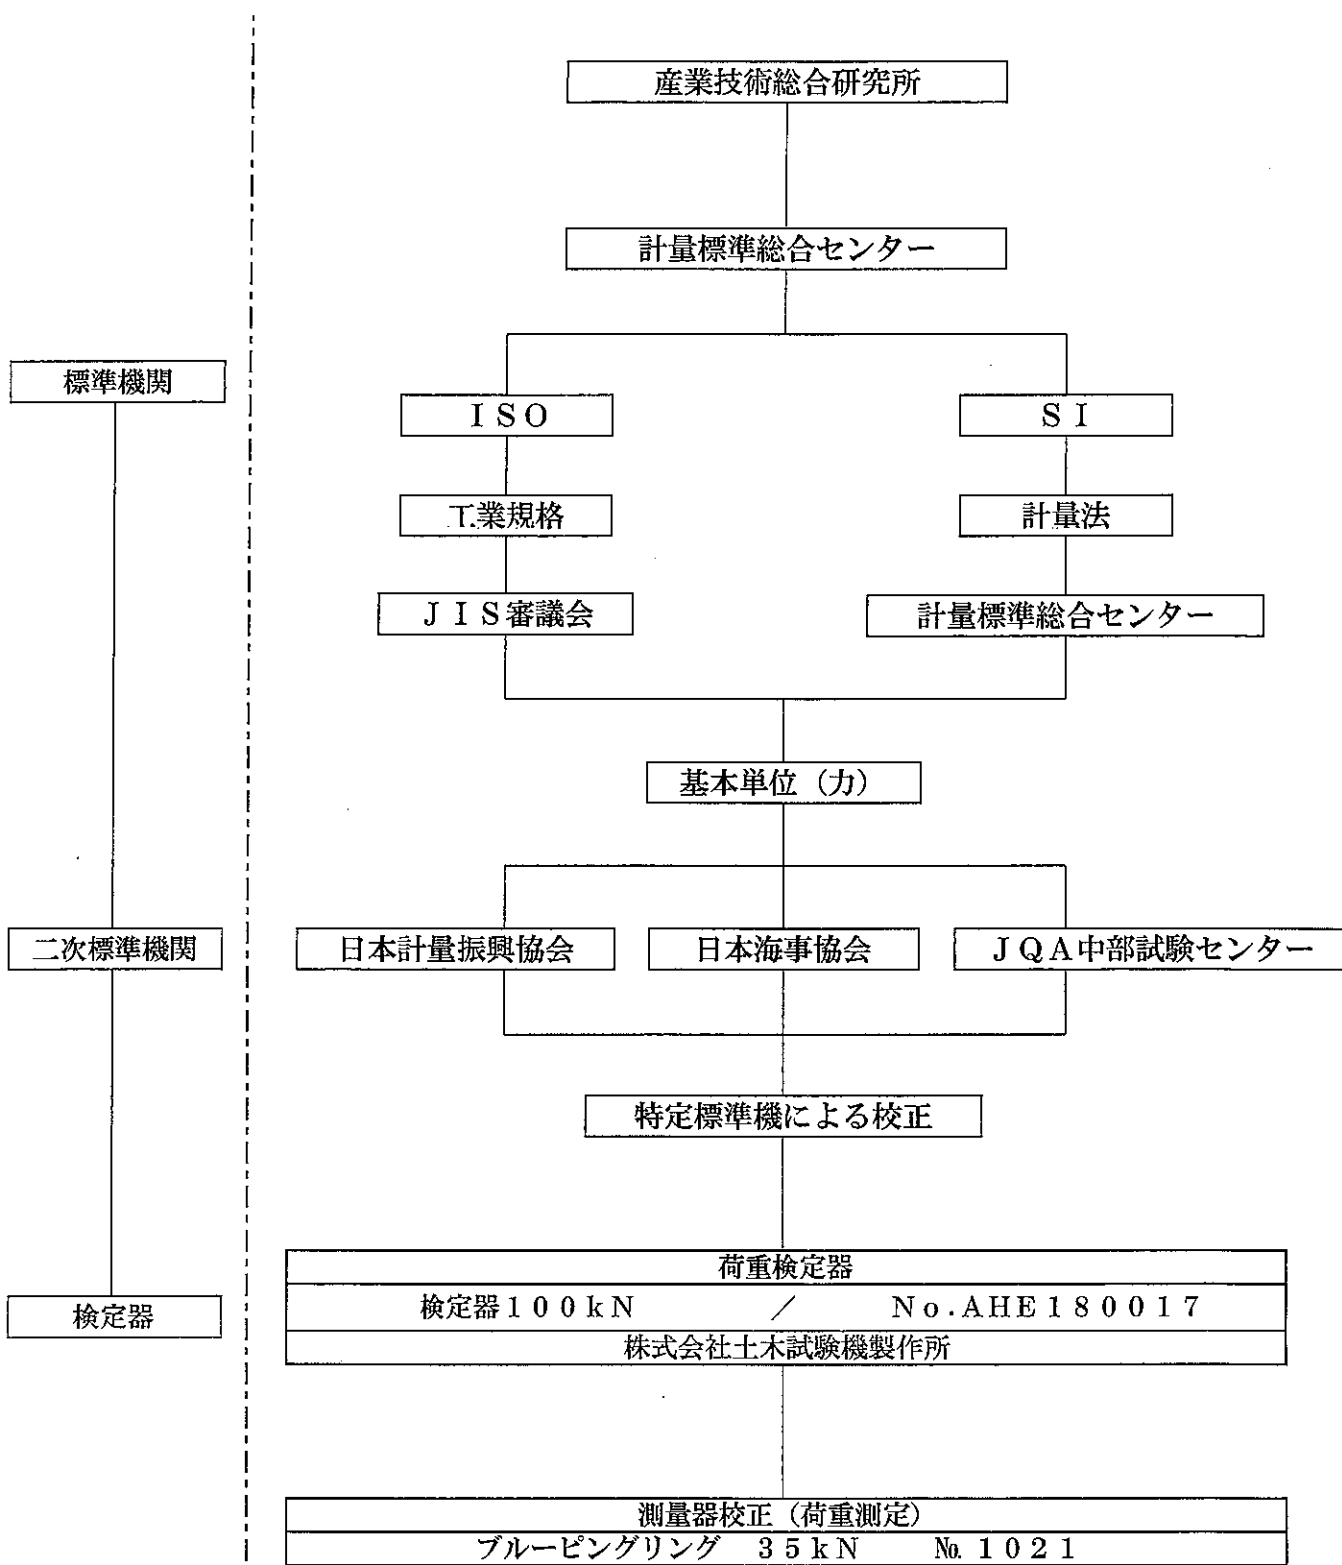 産業技術総合研究所
計量標準総合センター
標準機関
ＩＳＯ
ＳＩ
工業規格
計量法
ＪＩＳ審議会
計量標準総合センター
基本単位（力）
二次標準機関
日本計量振興協会
日本海事協会
ＪＱＡ中部試験センター
特定標準機による校正
荷重検定器
検定器１００ｋＮ ／ Ｎｏ.ＡＨＥ１８００１７
検定器
株式会社土木試験機製作所
測量器校正（荷重測定）
ブルーピングリング ３５ｋＮ №１０２１